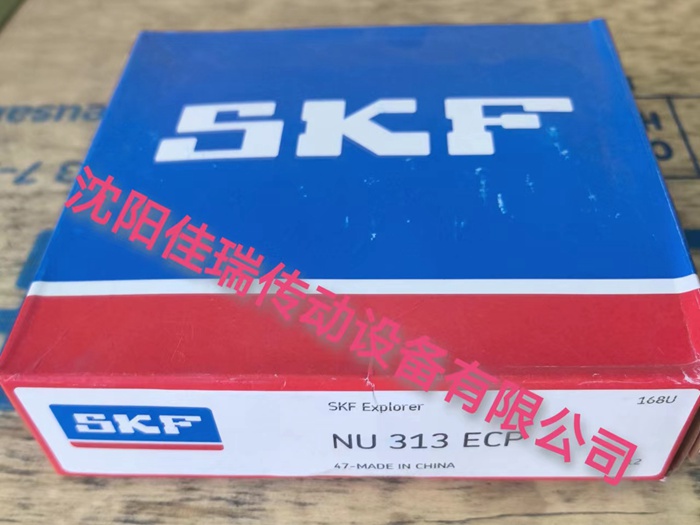 SKF
沈阳佳瑞传动设备有限公司
SKF
SKF Explorer
168U
NU 313 ECP
47-MADE IN CHINA